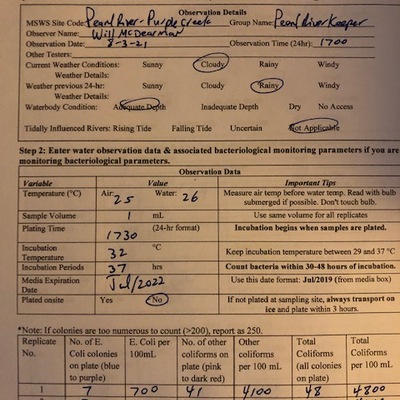 Observation Details
MSWS Site Code: Pearl River - Purple Creek Group Name: Pearl River Keeper
Observer Name: Will McDearman
Observation Date: 8-3-21 Observation Time (24hr): 1700
Other Testers:
Current Weather Conditions: Sunny Cloudy Rainy Windy
Weather Details:
Weather previous 24-hr: Sunny Cloudy Rainy Windy
Weather Details:
Waterbody Condition: Adequate Depth Inadequate Depth Dry No Access
Tidally Influenced Rivers: Rising Tide Falling Tide Uncertain Not Applicable
Step 2: Enter water observation data & associated bacteriological monitoring parameters if you are
monitoring bacteriological parameters.
Observation Data
Variable Value Important Tips
Temperature (°C) Air: 25 Water: 26 Measure air temp before water temp. Read with bulb
submerged if possible. Don't touch bulb.
Sample Volume 1 mL Use same volume for all replicates
Plating Time 1730 (24-hr format) Incubation begins when samples are plated.
Incubation
Temperature 32 °C Keep incubation temperature between 29 and 37 °C
Incubation Periods 37 hrs Count bacteria within 30-48 hours of incubation.
Media Expiration
Date Jul/2022 Use this date format: Jul/2019 (from media box)
Plated onsite Yes No If not plated at sampling site, always transport on
ice and plate within 3 hours.
*Note: If colonies are too numerous to count (>200), report as 250.
Replicate No. No. of E. Coli colonies on plate (blue to purple) E. Coli per 100mL No. of other coliforms on plate (pink to dark red) Other coliforms per 100 mL Total Coliforms (all colonies on plate) Total Coliforms per 100 mL
1 7 700 41 4100 48 4800